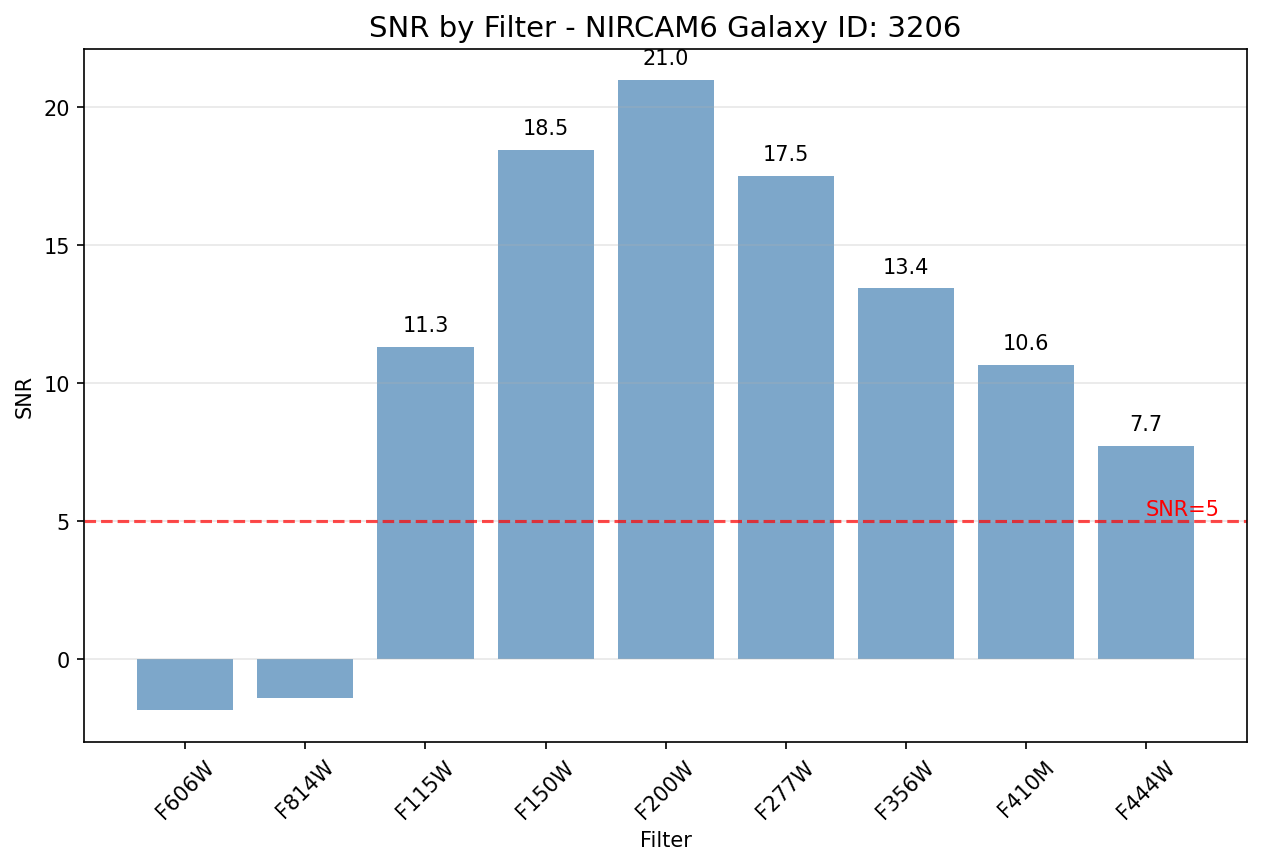 SNR by Filter - NIRCAM6 Galaxy ID: 3206
21.0
18.5
17.5
13.4
11.3
10.6
7.7
SNR=5
20
15
10
5
0
SNR
F606W
F814W
F115W
F150W
F200W
F277W
F356W
F410M
F444W
Filter